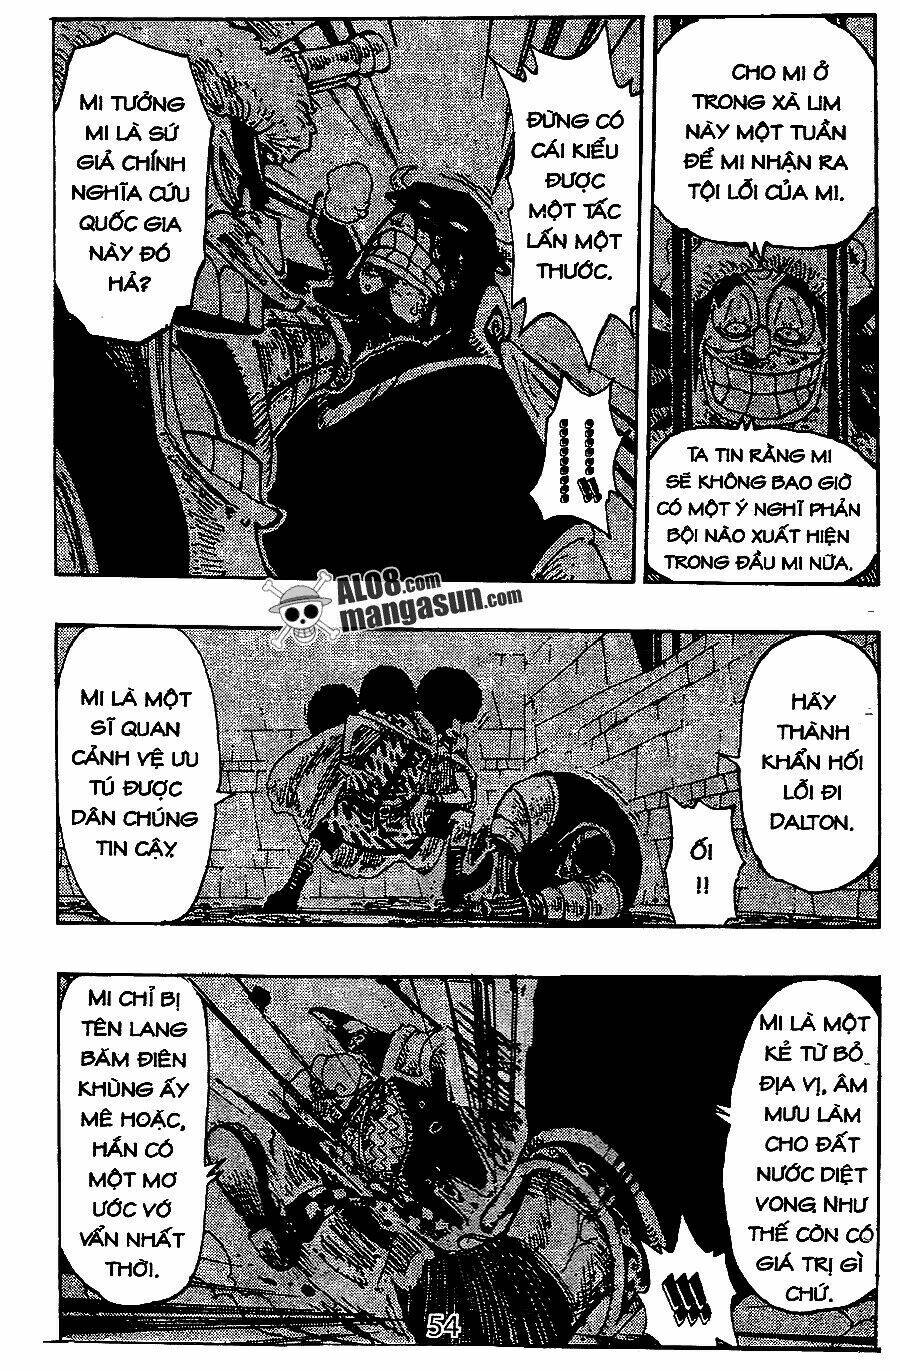 CHO MI Ở
TRONG XÀ LIM
NÀY MỘT TUẦN
ĐỂ MI NHẬN RA
TỘI LỖI CỦA MI.
TA TIN RẰNG MI
SẼ KHÔNG BAO GIỜ
CÓ MỘT Ý NGHĨ PHẢN
BỘI NÀO XUẤT HIỆN
TRONG ĐẦU MI NỮA.
ĐỪNG CÓ
CÁI KIỂU
ĐƯỢC
MỘT TẤC
LẤN MỘT
THƯỚC.
MI TƯỞNG
MI LÀ SỨ
GIẢ CHÍNH
NGHĨA CỨU
QUỐC GIA
NÀY ĐÓ
HẢ?
AL08.com
mangasun.com
HÃY
THÀNH
KHẨN HỐI
LỖI ĐI
DALTON.
ỐI
!!
MI LÀ MỘT
SĨ QUAN
CẢNH VỆ ƯU
TÚ ĐƯỢC
DÂN CHÚNG
TIN CẬY.
MI LÀ MỘT
KẺ TỪ BỎ
ĐỊA VỊ, ÂM
MƯU LÀM
CHO ĐẤT
NƯỚC DIỆT
VONG NHƯ
THẾ CÒN CÓ
GIÁ TRỊ GÌ
CHỨ.
!!!
MI CHỈ BỊ
TÊN LANG
BĂM ĐIÊN
KHÙNG ẤY
MÊ HOẶC,
HẮN CÓ
MỘT MƠ
ƯỚC VỚ
VẨN NHẤT
THỜI.
54